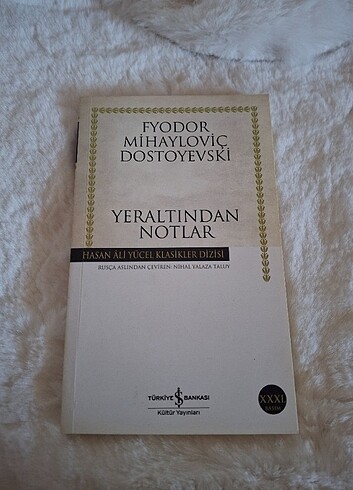 FYODOR
MİHAYLOVİÇ
DOSTOYEVSKİ
YERALTINDAN
NOTLAR
HASAN ÂLİ YÜCEL KLASİKLER DİZİSİ
RUSÇA ASLINDAN ÇEVİREN: NİHAL YALAZA TALUY
TÜRKİYE İŞ BANKASI
Kültür Yayınları
XXXI.
BASIM